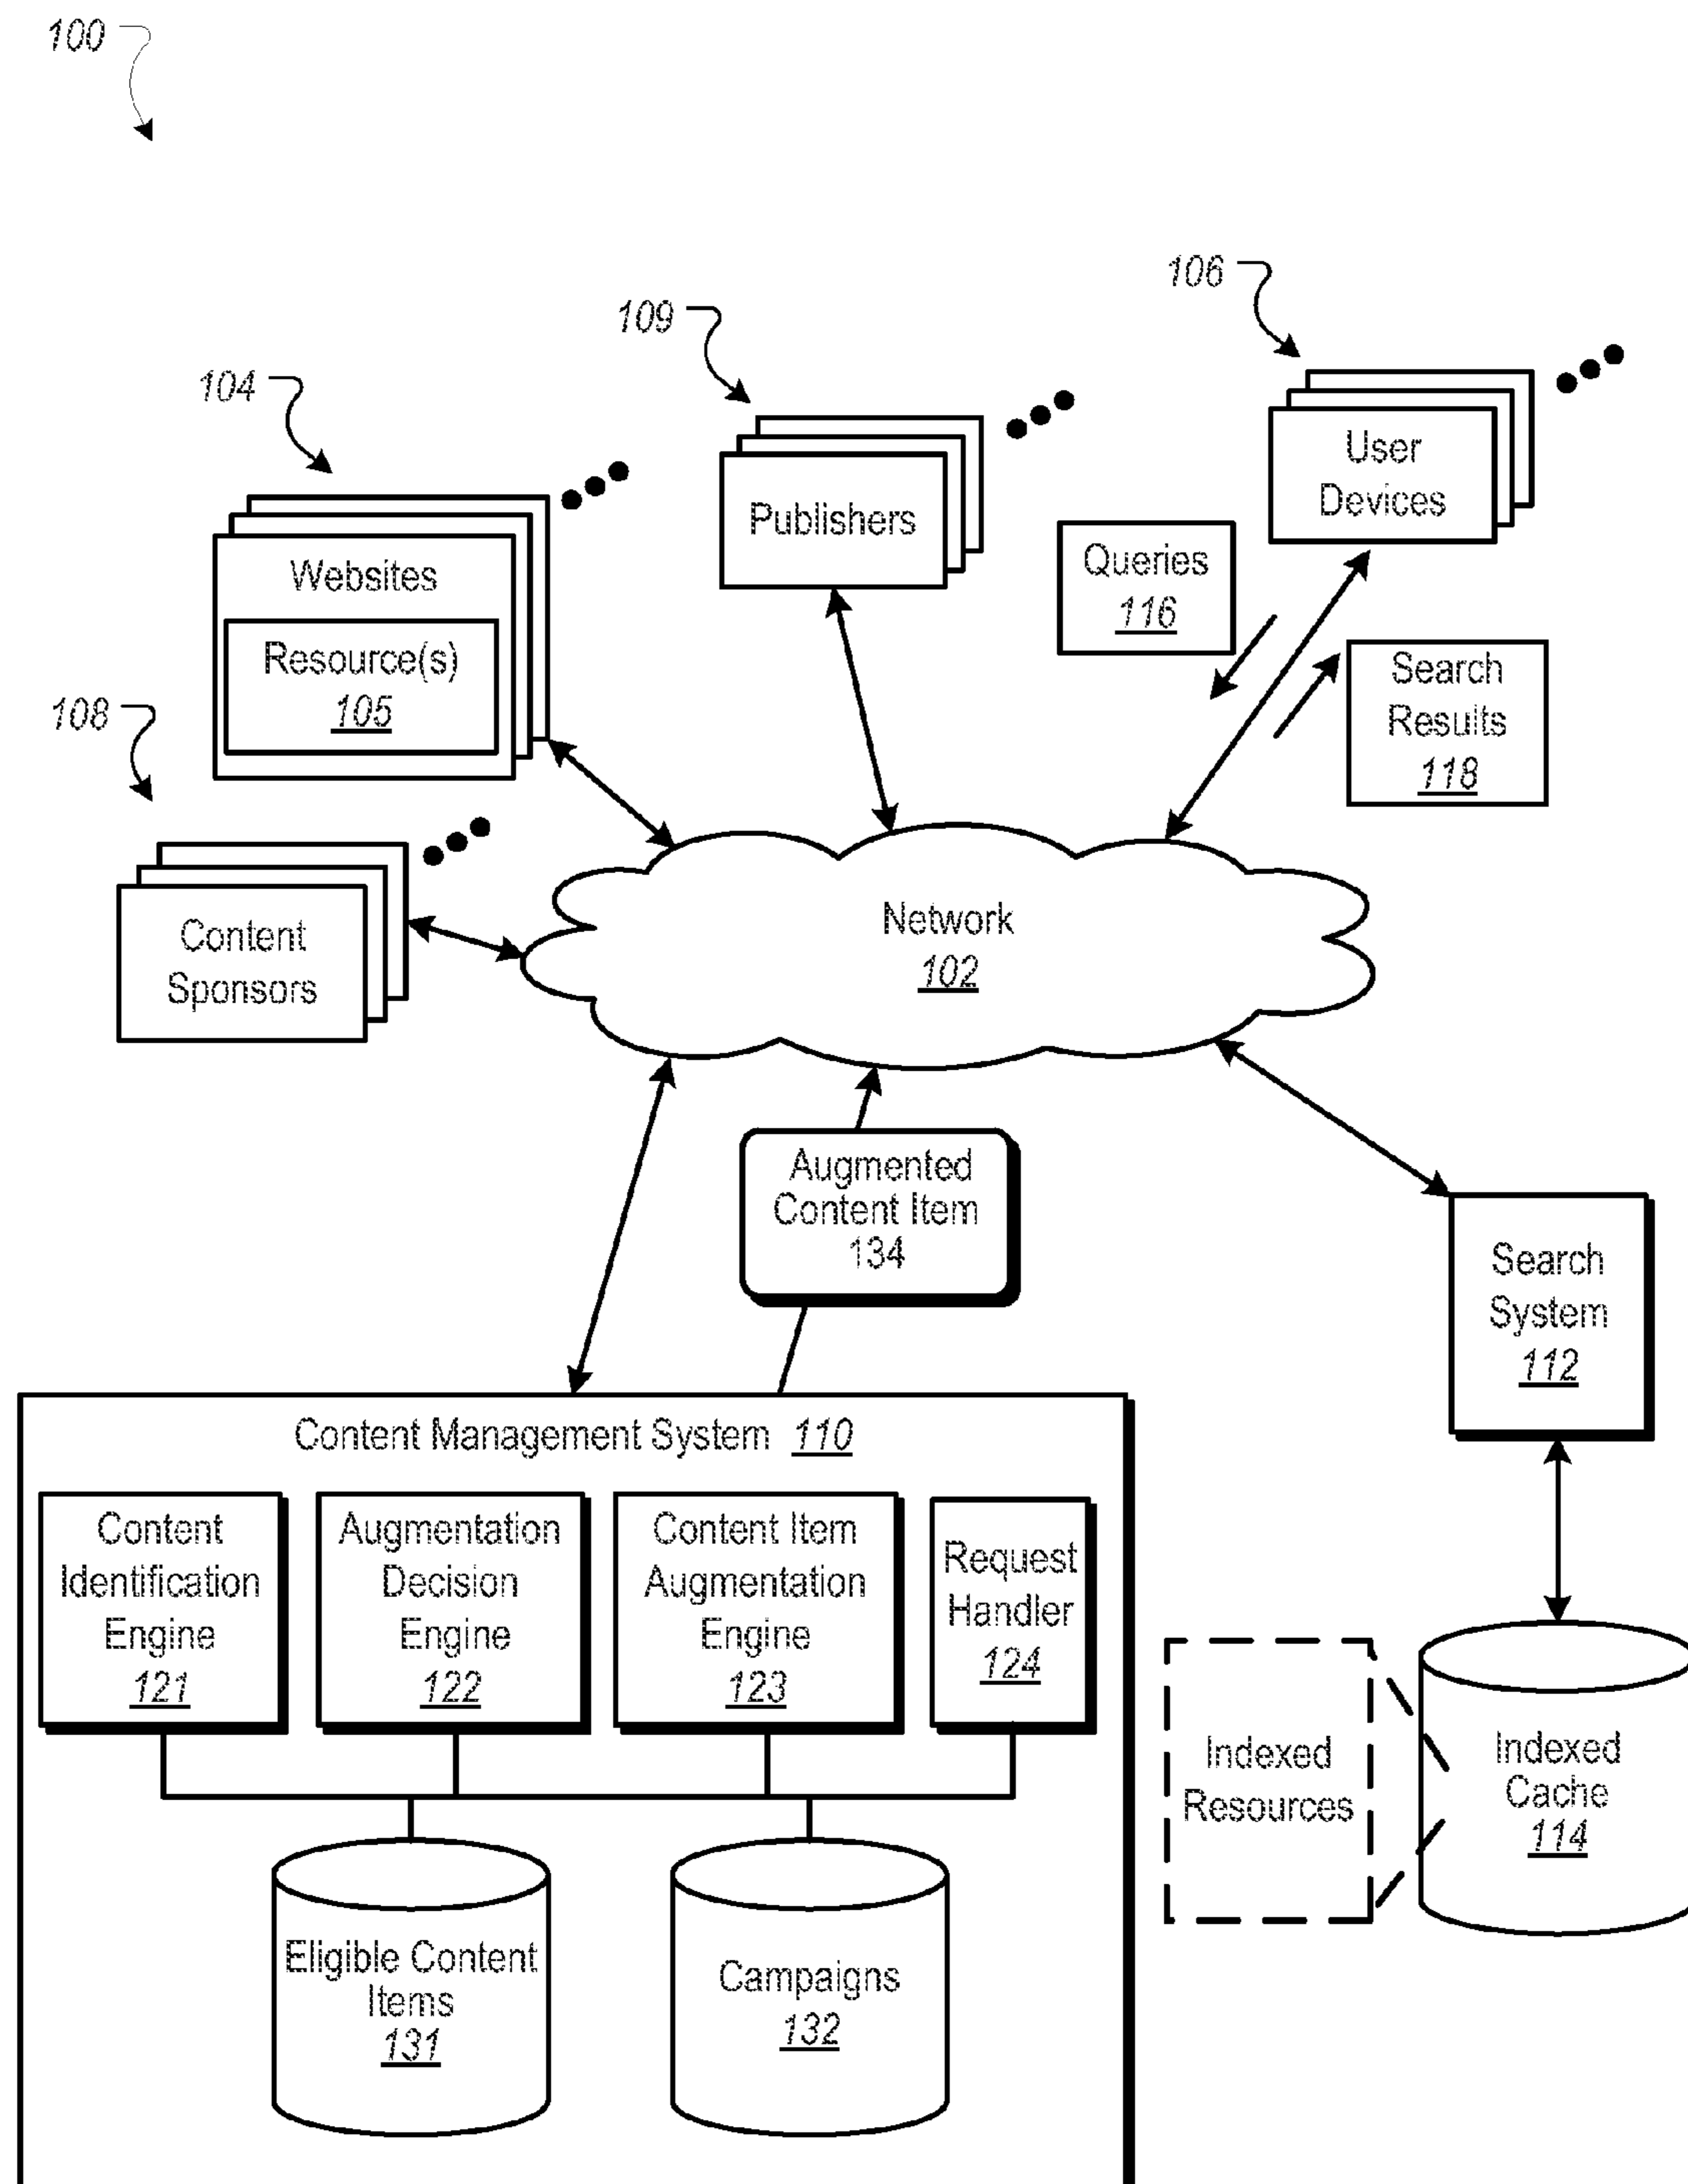 100
106
109
104
User
Devices
Publishers
Queries
116
Websites
Resource(s)
105
Search
Results
118
108
Content
Sponsors
Network
102
Augmented
Content Item
134
Search
System
112
Content Management System 110
Content
Identification
Engine
121
Augmentation
Decision
Engine
122
Content Item
Augmentation
Engine
123
Request
Handler
124
Indexed
Resources
Indexed
Cache
114
Eligible Content
Items
131
Campaigns
132